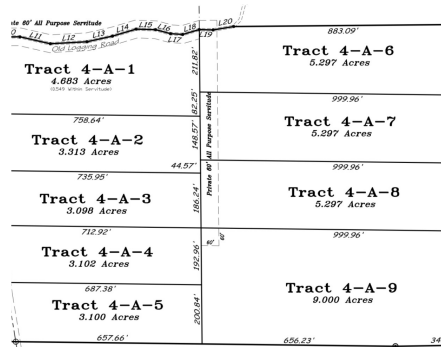 ate 60' All Purpose Servitude
L11
L12
L13
L14
L15
L16
L17
L18
L19
L20
Old Logging Road
Tract 4-A-1
4.683 Acres
(0.549 Within Servitude)
758.64'
Tract 4-A-2
3.313 Acres
44.57'
735.95'
Tract 4-A-3
3.098 Acres
712.92'
Tract 4-A-4
3.102 Acres
687.38'
Tract 4-A-5
3.100 Acres
657.66'
211.82'
82.25'
148.57'
186.24'
192.96'
200.84'
Private 60' All Purpose Servitude
60'
60'
883.09'
Tract 4-A-6
5.297 Acres
999.96'
Tract 4-A-7
5.297 Acres
999.96'
Tract 4-A-8
5.297 Acres
999.96'
Tract 4-A-9
9.000 Acres
656.23'
34